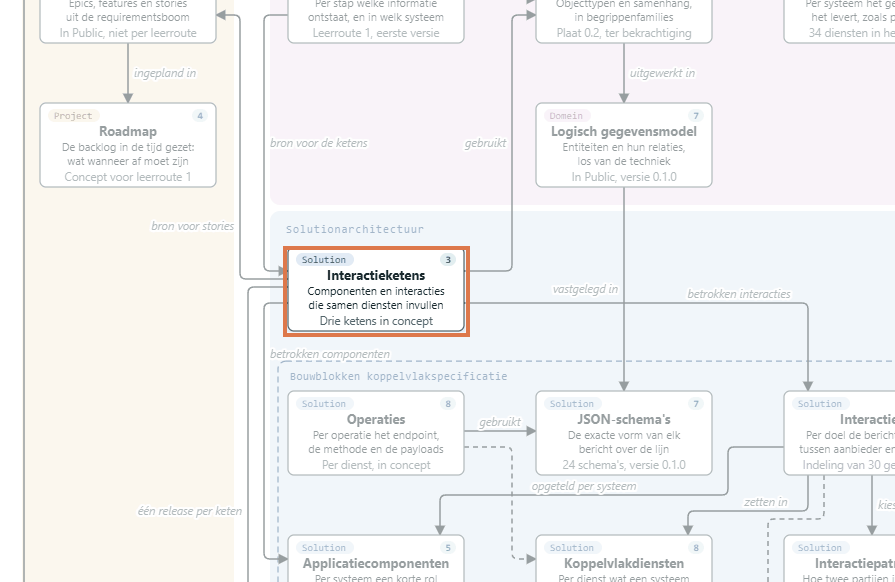 Epics, features en stories
uit de requirementsboom
In Public, niet per leerroute
Per stap welke informatie
ontstaat, en in welk systeem
Leerroute 1, eerste versie
Objecttypen en samenhang,
in begrippenfamilies
Plaat 0.2, ter bekrachtiging
Per systeem het ge
het levert, zoals p
34 diensten in he
ingepland in
uitgewerkt in
Project 4
Roadmap
De backlog in de tijd gezet:
wat wanneer af moet zijn
Concept voor leerroute 1
bron voor de ketens
gebruikt
Domein 7
Logisch gegevensmodel
Entiteiten en hun relaties,
los van de techniek
In Public, versie 0.1.0
bron voor stories
Solutionarchitectuur
Solution 3
Interactieketens
Componenten en interacties
die samen diensten invullen
Drie ketens in concept
vastgelegd in
betrokken interacties
betrokken componenten
Bouwblokken koppelvlakspecificatie
Solution 8
Operaties
Per operatie het endpoint,
de methode en de payloads
Per dienst, in concept
gebruikt
Solution 7
JSON-schema's
De exacte vorm van elk
bericht over de lijn
24 schema's, versie 0.1.0
Solution
Interactie
Per doel de bericht
tussen aanbieder en
Indeling van 30 ge
opgeteld per systeem
zetten in
kies
één release per keten
Solution 5
Applicatiecomponenten
Per systeem een korte rol
Solution 8
Koppelvlakdiensten
Per dienst wat een systeem
Solution
Interactiepat
Hoe twee partijen i